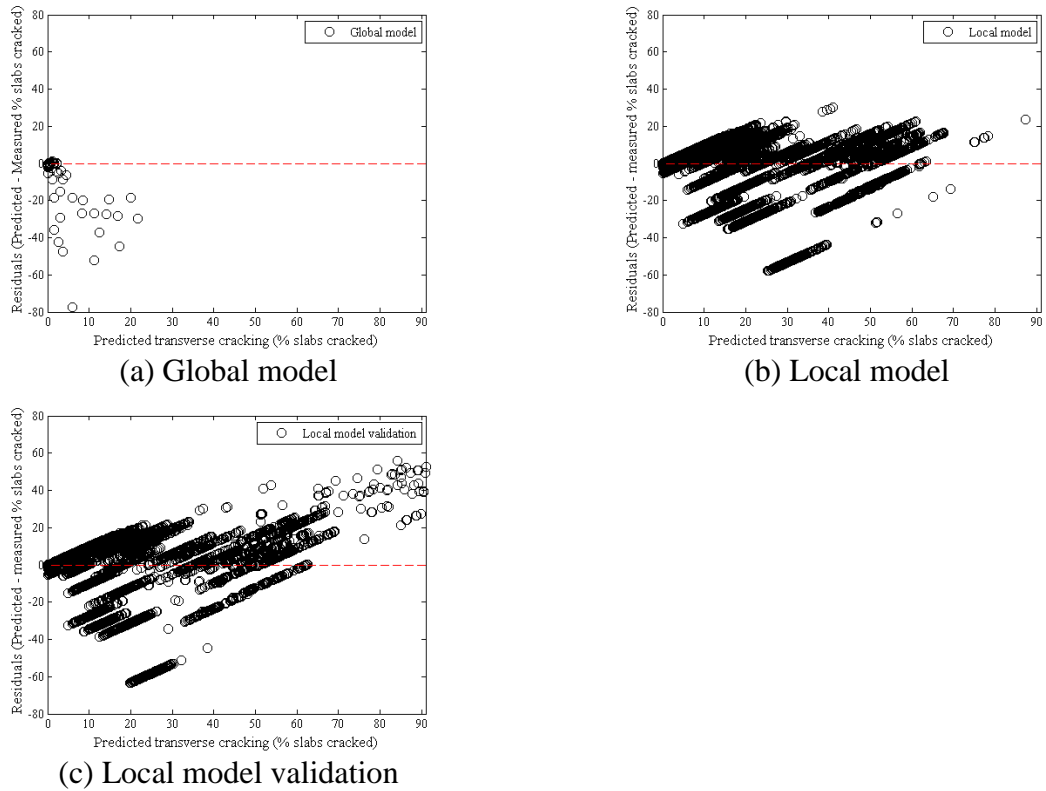 Residuals (Predicted - Measured % slabs cracked)
80
60
40
20
0
-20
-40
-60
-80
Global model
0 10 20 30 40 50 60 70 80 90
Predicted transverse cracking (% slabs cracked)
(a) Global model
Residuals (Predicted - measured % slabs cracked)
80
60
40
20
0
-20
-40
-60
-80
Local model
0 10 20 30 40 50 60 70 80 90
Predicted transverse cracking (% slabs cracked)
(b) Local model
Residuals (Predicted - measured % slabs cracked)
80
60
40
20
0
-20
-40
-60
-80
Local model validation
0 10 20 30 40 50 60 70 80 90
Predicted transverse cracking (% slabs cracked)
(c) Local model validation